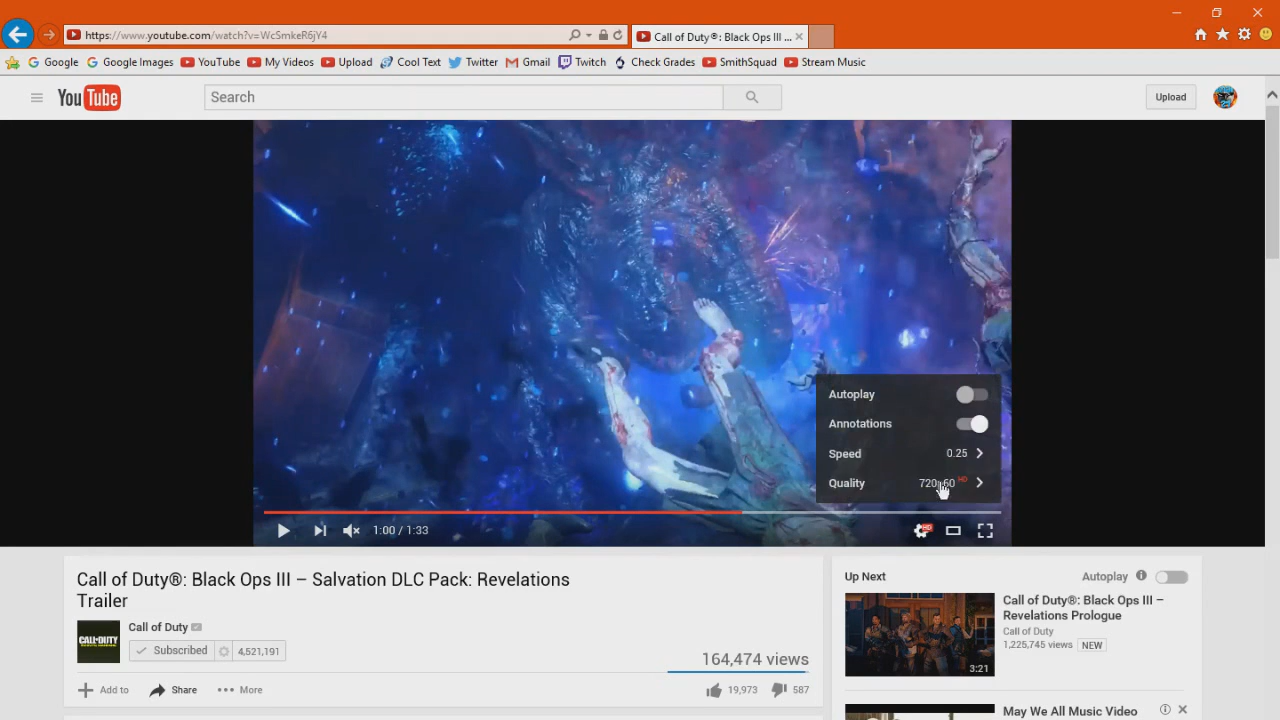 https://www.youtube.com/watch?v=WcSmkeR6jY4
Call of Duty®: Black Ops III ...
Google
Google Images
YouTube
My Videos
Upload
Cool Text
Twitter
Gmail
Twitch
Check Grades
SmithSquad
Stream Music
YouTube
Search
Upload
Autoplay
Annotations
Speed 0.25
Quality 720p60 HD
1:00 / 1:33
HD
Call of Duty®: Black Ops III – Salvation DLC Pack: Revelations
Trailer
CALL OF DUTY
Call of Duty
Subscribed 4,521,191
164,474 views
Add to
Share
More
19,973
587
Up Next
Autoplay
Call of Duty®: Black Ops III –
Revelations Prologue
Call of Duty
1,225,745 views NEW
3:21
May We All Music Video